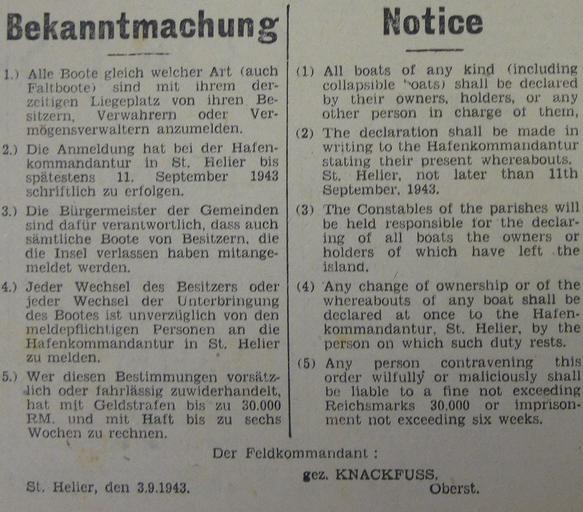 Bekanntmachung
1.) Alle Boote gleich welcher Art (auch
Faltboote) sind mit ihrem der-
zeitigen Liegeplatz von ihren Be-
sitzern, Verwahrern oder Ver-
mögensverwaltern anzumelden.
2.) Die Anmeldung hat bei der Hafen-
kommandantur in St. Helier bis
spätestens 11. September 1943
schriftlich zu erfolgen.
3.) Die Bürgermeister der Gemeinden
sind dafür verantwortlich, dass auch
sämtliche Boote von Besitzern, die
die Insel verlassen haben mitange-
meldet werden.
4.) Jeder Wechsel des Besitzers oder
jeder Wechsel der Unterbringung
des Bootes ist unverzüglich von den
meldepflichtigen Personen an die
Hafenkommandantur in St. Helier
zu melden.
5.) Wer diesen Bestimmungen vorsätz-
lich oder fahrlässig zuwiderhandelt,
hat mit Geldstrafen bis zu 30.000
RM. und mit Haft bis zu sechs
Wochen zu rechnen.
Notice
(1) All boats of any kind (including
collapsible boats) shall be declared
by their owners, holders, or any
other person in charge of them,
(2) The declaration shall be made in
writing to the Hafenkommandantur
stating their present whereabouts.
St. Helier, not later than 11th
September, 1943.
(3) The Constables of the parishes will
be held responsible for the declar-
ing of all boats the owners or
holders of which have left the
island.
(4) Any change of ownership or of the
whereabouts of any boat shall be
declared at once to the Hafen-
kommandantur, St. Helier, by the
person on which such duty rests.
(5) Any person contravening this
order wilfully or maliciously shall
be liable to a fine not exceeding
Reichsmarks 30,000 or imprison-
ment not exceeding six weeks.
Der Feldkommandant :
gez. KNACKFUSS,
Oberst.
St. Helier, den 3.9.1943.